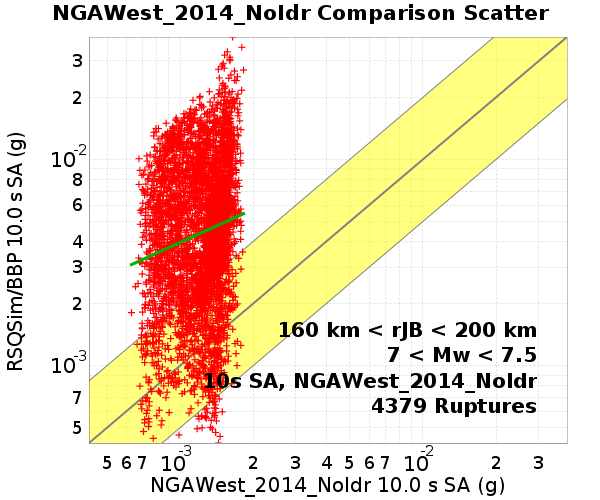 NGAWest_2014_NoIdr Comparison Scatter
3
2
10-2
8
6
4
3
2
10-3
7
5
RSQSim/BBP 10.0 s SA (g)
160 km < rJB < 200 km
7 < Mw < 7.5
10s SA, NGAWest_2014_NoIdr
4379 Ruptures
5 6 7 10-3 2 3 4 5 6 7 10-2 2 3
NGAWest_2014_NoIdr 10.0 s SA (g)